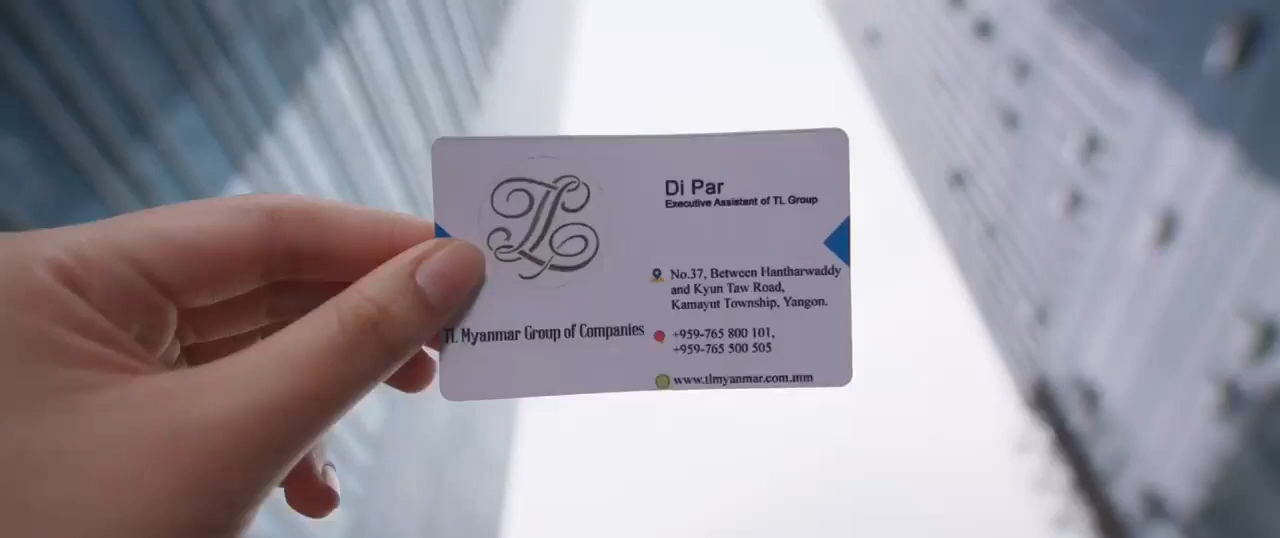 TL
TL Myanmar Group of Companies
Di Par
Executive Assistant of TL Group
No.37, Between Hantharwaddy
and Kyun Taw Road,
Kamayut Township, Yangon.
+959-765 800 101,
+959-765 500 505
www.tlmyanmar.com.mm